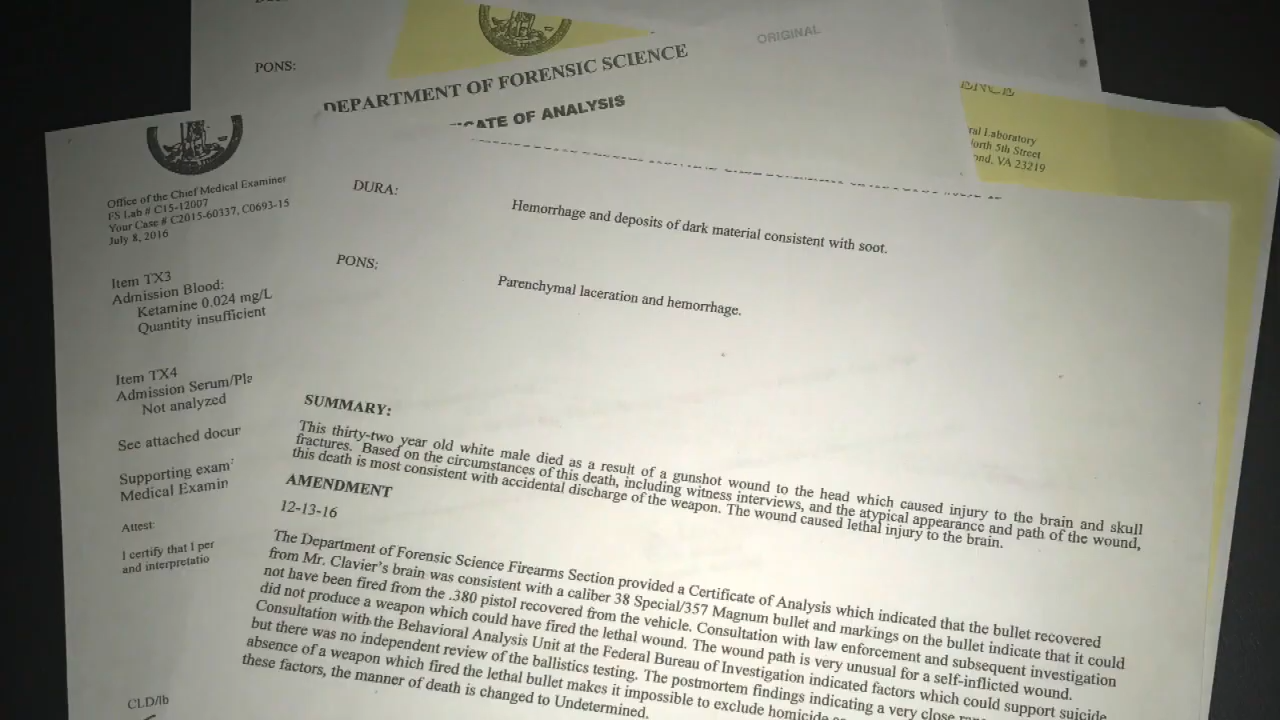 PONS:
ORIGINAL
DEPARTMENT OF FORENSIC SCIENCE
OF ANALYSIS
Laboratory
North 5th Street
VA 23219
Office of the Chief Medical Examiner
FS Lab # C15-12007
Your Case # C2015-60337, C0693-15
July 8, 2016
Item TX3
Admission Blood:
Ketamine 0.024 mg/L
Quantity insufficient
Item TX4
Admission Serum/Pla
Not analyzed
See attached docur
Supporting exam
Medical Examin
Attest:
I certify that I per
and interpretatio
CLD/lb
DURA:
Hemorrhage and deposits of dark material consistent with soot.
PONS:
Parenchymal laceration and hemorrhage.
SUMMARY:
This thirty-two year old white male died as a result of a gunshot wound to the head which caused injury to the brain and skull
fractures. Based on the circumstances of this death, including witness interviews, and the atypical appearance and path of the wound,
this death is most consistent with accidental discharge of the weapon. The wound caused lethal injury to the brain.
AMENDMENT
12-13-16
The Department of Forensic Science Firearms Section provided a Certificate of Analysis which indicated that the bullet recovered
from Mr. Clavier's brain was consistent with a caliber 38 Special/357 Magnum bullet and markings on the bullet indicate that it could
not have been fired from the .380 pistol recovered from the vehicle. Consultation with law enforcement and subsequent investigation
did not produce a weapon which could have fired the lethal wound. The wound path is very unusual for a self-inflicted wound.
Consultation with the Behavioral Analysis Unit at the Federal Bureau of Investigation indicated factors which could support suicide
but there was no independent review of the ballistics testing. The postmortem findings indicating a very close
absence of a weapon which fired the lethal bullet makes it impossible to exclude homicide
these factors, the manner of death is changed to Undetermined.